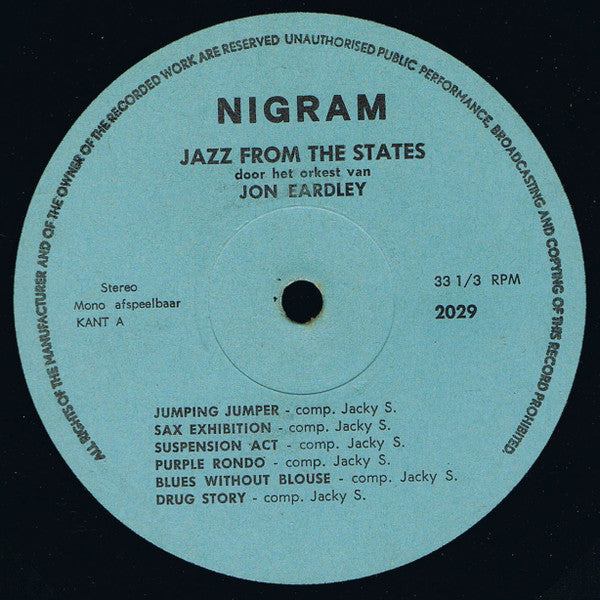 ALL RIGHTS OF THE MANUFACTURER AND OF THE OWNER OF THE RECORDED WORK ARE RESERVED UNAUTHORISED PUBLIC PERFORMANCE, BROADCASTING AND COPYING OF THIS RECORD PROHIBITED.
NIGRAM
JAZZ FROM THE STATES
door het orkest van
JON EARDLEY
Stereo
Mono afspeelbaar
KANT A
33 1/3 RPM
2029
JUMPING JUMPER - comp. Jacky S.
SAX EXHIBITION - comp. Jacky S.
SUSPENSION ACT - comp. Jacky S.
PURPLE RONDO - comp. Jacky S.
BLUES WITHOUT BLOUSE - comp. Jacky S.
DRUG STORY - comp. Jacky S.